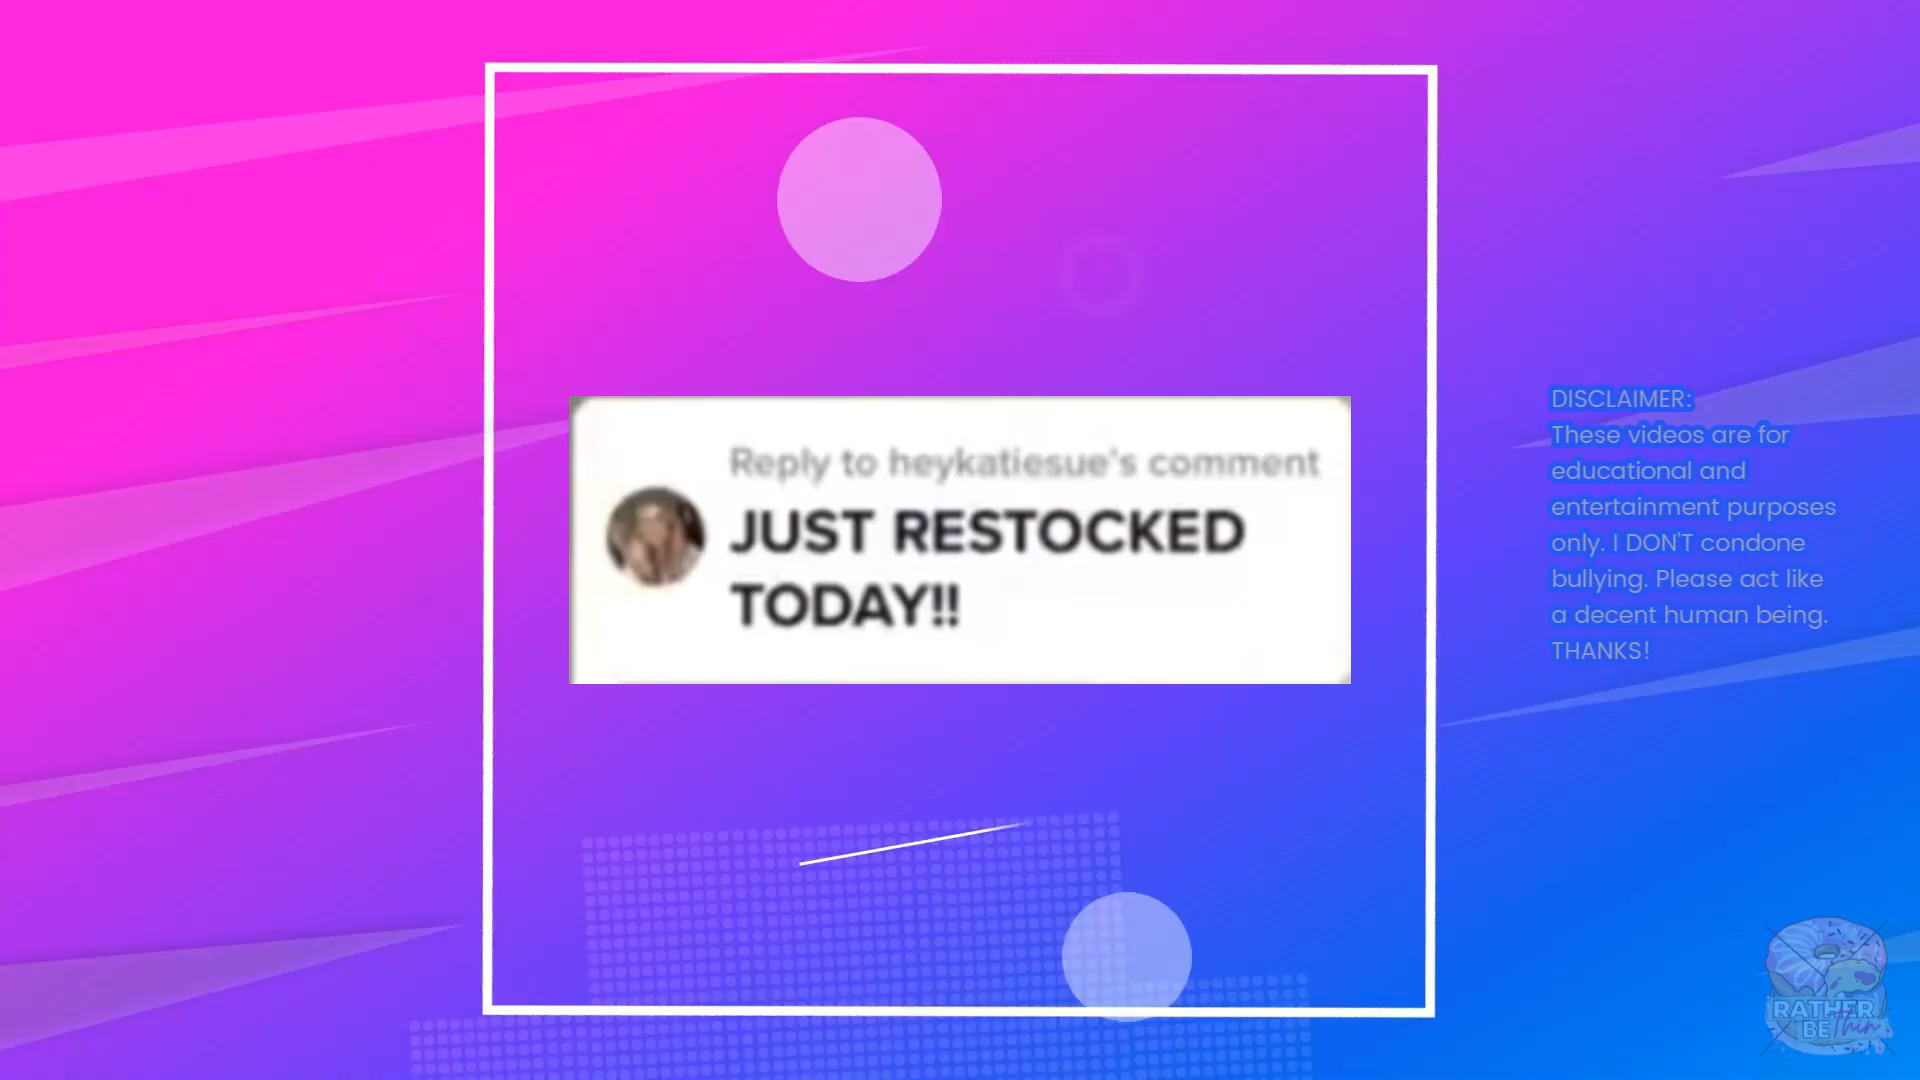 Reply to heykatiesue's comment
JUST RESTOCKED
TODAY!!
DISCLAIMER:
These videos are for
educational and
entertainment purposes
only. I DON'T condone
bullying. Please act like
a decent human being.
THANKS!
RATHER
BE Thin